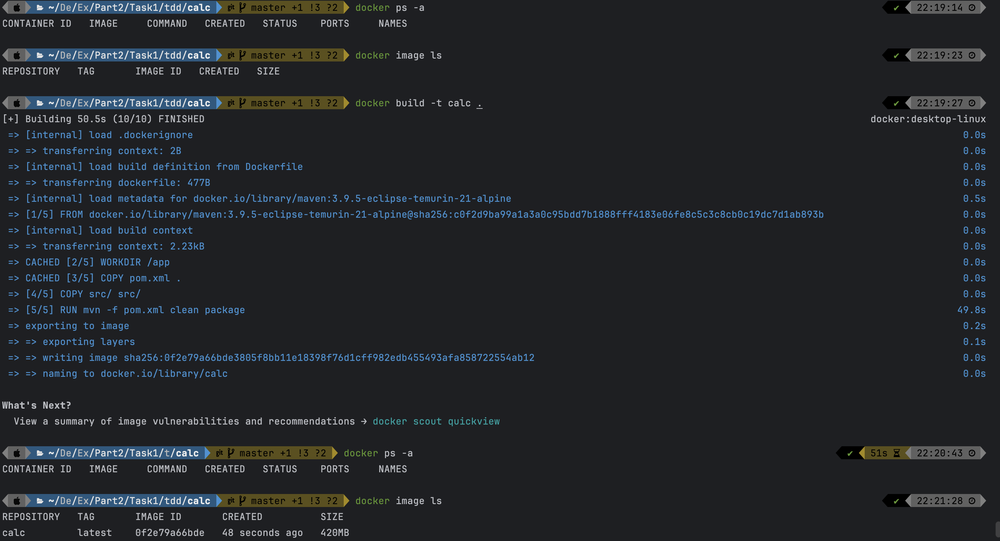 ~/De/Ex/Part2/Task1/tdd/calc git master +1 !3 ?2 docker ps -a ✔ 22:19:14
CONTAINER ID IMAGE COMMAND CREATED STATUS PORTS NAMES
~/De/Ex/Part2/Task1/tdd/calc git master +1 !3 ?2 docker image ls ✔ 22:19:23
REPOSITORY TAG IMAGE ID CREATED SIZE
~/De/Ex/Part2/Task1/tdd/calc git master +1 !3 ?2 docker build -t calc . ✔ 22:19:27
[+] Building 50.5s (10/10) FINISHED docker:desktop-linux
=> [internal] load .dockerignore 0.0s
=> => transferring context: 2B 0.0s
=> [internal] load build definition from Dockerfile 0.0s
=> => transferring dockerfile: 477B 0.0s
=> [internal] load metadata for docker.io/library/maven:3.9.5-eclipse-temurin-21-alpine 0.5s
=> [1/5] FROM docker.io/library/maven:3.9.5-eclipse-temurin-21-alpine@sha256:c0f2d9ba99a1a3a0c95bdd7b1888fff4183e06fe8c5c3c8cb0c19dc7d1ab893b 0.0s
=> [internal] load build context 0.0s
=> => transferring context: 2.23kB 0.0s
=> CACHED [2/5] WORKDIR /app 0.0s
=> CACHED [3/5] COPY pom.xml . 0.0s
=> [4/5] COPY src/ src/ 0.0s
=> [5/5] RUN mvn -f pom.xml clean package 49.8s
=> exporting to image 0.2s
=> => exporting layers 0.1s
=> => writing image sha256:0f2e79a66bde3805f8bb11e18398f76d1cff982edb455493afa858722554ab12 0.0s
=> => naming to docker.io/library/calc 0.0s
What's Next?
View a summary of image vulnerabilities and recommendations → docker scout quickview
~/De/Ex/Part2/Task1/t/calc git master +1 !3 ?2 docker ps -a ✔ 51s 22:20:43
CONTAINER ID IMAGE COMMAND CREATED STATUS PORTS NAMES
~/De/Ex/Part2/Task1/tdd/calc git master +1 !3 ?2 docker image ls ✔ 22:21:28
REPOSITORY TAG IMAGE ID CREATED SIZE
calc latest 0f2e79a66bde 48 seconds ago 420MB